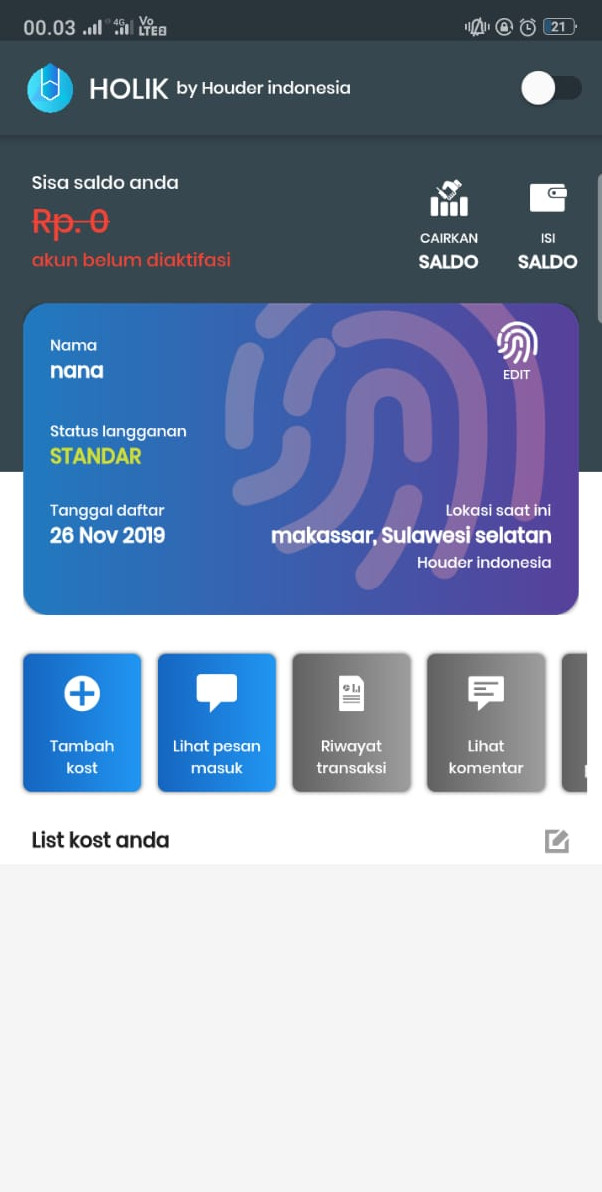 00.03 4G Vo LTE2 21
HOLIK by Houder indonesia
Sisa saldo anda
Rp. 0
akun belum diaktifasi
CAIRKAN
SALDO
ISI
SALDO
Nama
nana
EDIT
Status langganan
STANDAR
Tanggal daftar
26 Nov 2019
Lokasi saat ini
makassar, Sulawesi selatan
Houder indonesia
Tambah
kost
Lihat pesan
masuk
Riwayat
transaksi
Lihat
komentar
List kost anda